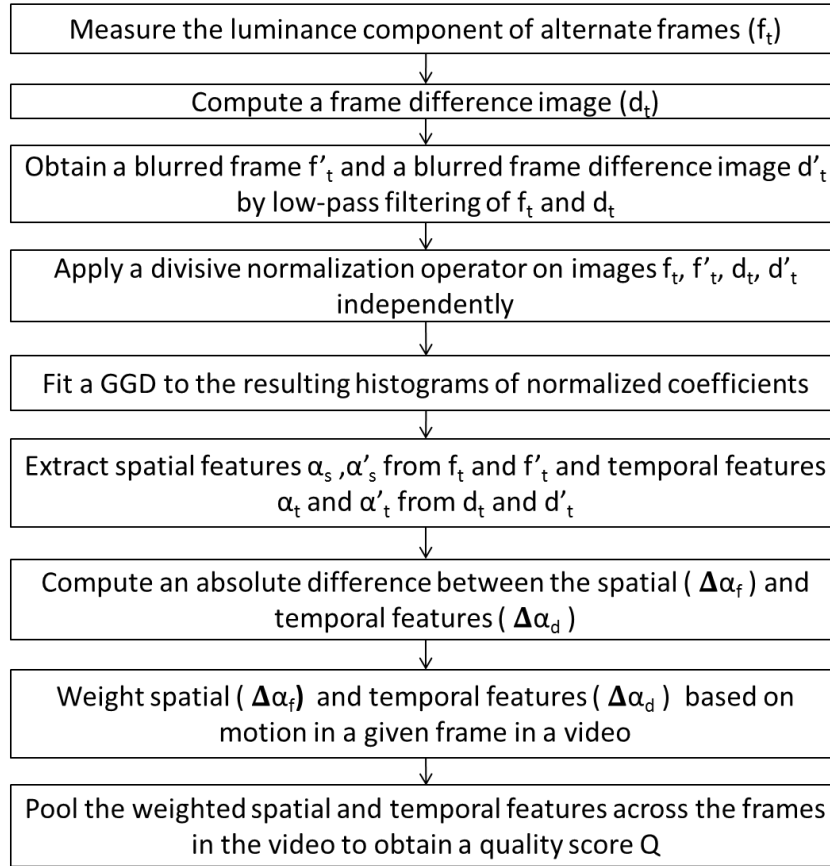 Measure the luminance component of alternate frames (f_t)
Compute a frame difference image (d_t)
Obtain a blurred frame f'_t and a blurred frame difference image d'_t
by low-pass filtering of f_t and d_t
Apply a divisive normalization operator on images f_t, f'_t, d_t, d'_t
independently
Fit a GGD to the resulting histograms of normalized coefficients
Extract spatial features α_s ,α'_s from f_t and f'_t and temporal features
α_t and α'_t from d_t and d'_t
Compute an absolute difference between the spatial ( Δα_f ) and
temporal features ( Δα_d )
Weight spatial ( Δα_f) and temporal features ( Δα_d ) based on
motion in a given frame in a video
Pool the weighted spatial and temporal features across the frames
in the video to obtain a quality score Q